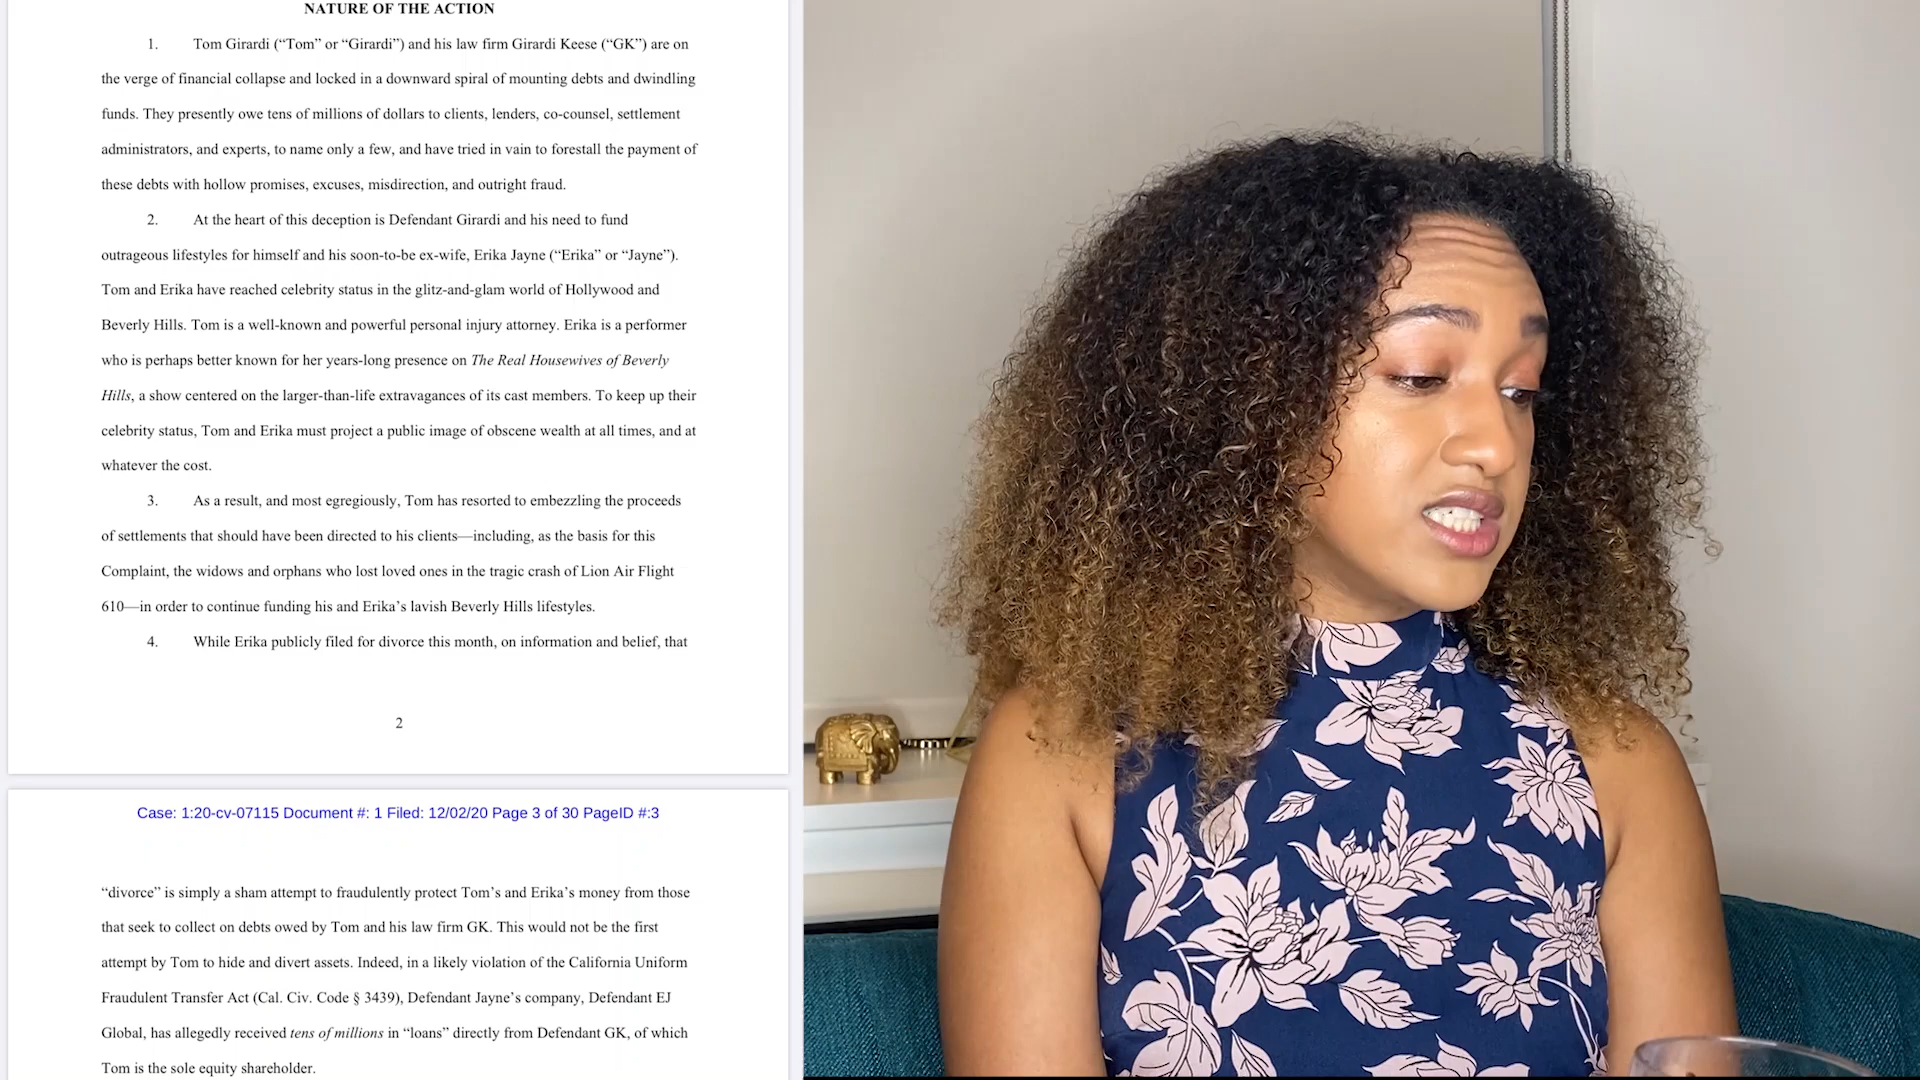 NATURE OF THE ACTION
1. Tom Girardi (“Tom” or “Girardi”) and his law firm Girardi Keese (“GK”) are on
the verge of financial collapse and locked in a downward spiral of mounting debts and dwindling
funds. They presently owe tens of millions of dollars to clients, lenders, co-counsel, settlement
administrators, and experts, to name only a few, and have tried in vain to forestall the payment of
these debts with hollow promises, excuses, misdirection, and outright fraud.
2. At the heart of this deception is Defendant Girardi and his need to fund
outrageous lifestyles for himself and his soon-to-be ex-wife, Erika Jayne (“Erika” or “Jayne”).
Tom and Erika have reached celebrity status in the glitz-and-glam world of Hollywood and
Beverly Hills. Tom is a well-known and powerful personal injury attorney. Erika is a performer
who is perhaps better known for her years-long presence on The Real Housewives of Beverly
Hills, a show centered on the larger-than-life extravagances of its cast members. To keep up their
celebrity status, Tom and Erika must project a public image of obscene wealth at all times, and at
whatever the cost.
3. As a result, and most egregiously, Tom has resorted to embezzling the proceeds
of settlements that should have been directed to his clients—including, as the basis for this
Complaint, the widows and orphans who lost loved ones in the tragic crash of Lion Air Flight
610—in order to continue funding his and Erika’s lavish Beverly Hills lifestyles.
4. While Erika publicly filed for divorce this month, on information and belief, that
2
Case: 1:20-cv-07115 Document #: 1 Filed: 12/02/20 Page 3 of 30 PageID #:3
“divorce” is simply a sham attempt to fraudulently protect Tom’s and Erika’s money from those
that seek to collect on debts owed by Tom and his law firm GK. This would not be the first
attempt by Tom to hide and divert assets. Indeed, in a likely violation of the California Uniform
Fraudulent Transfer Act (Cal. Civ. Code § 3439), Defendant Jayne’s company, Defendant EJ
Global, has allegedly received tens of millions in “loans” directly from Defendant GK, of which
Tom is the sole equity shareholder.